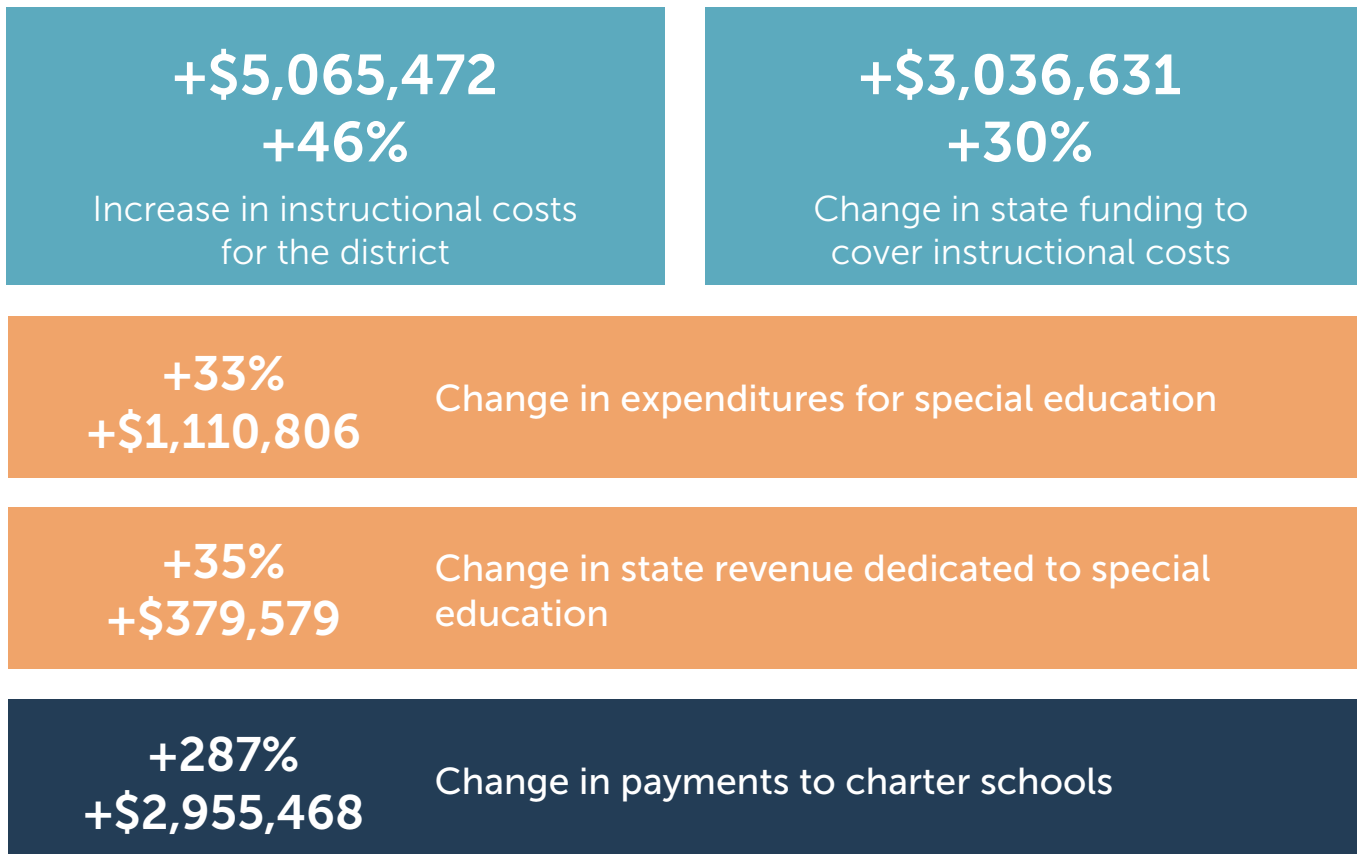 +$5,065,472
+46%
Increase in instructional costs
for the district
+$3,036,631
+30%
Change in state funding to
cover instructional costs
+33%
+$1,110,806
Change in expenditures for special education
+35%
+$379,579
Change in state revenue dedicated to special
education
+287%
+$2,955,468
Change in payments to charter schools